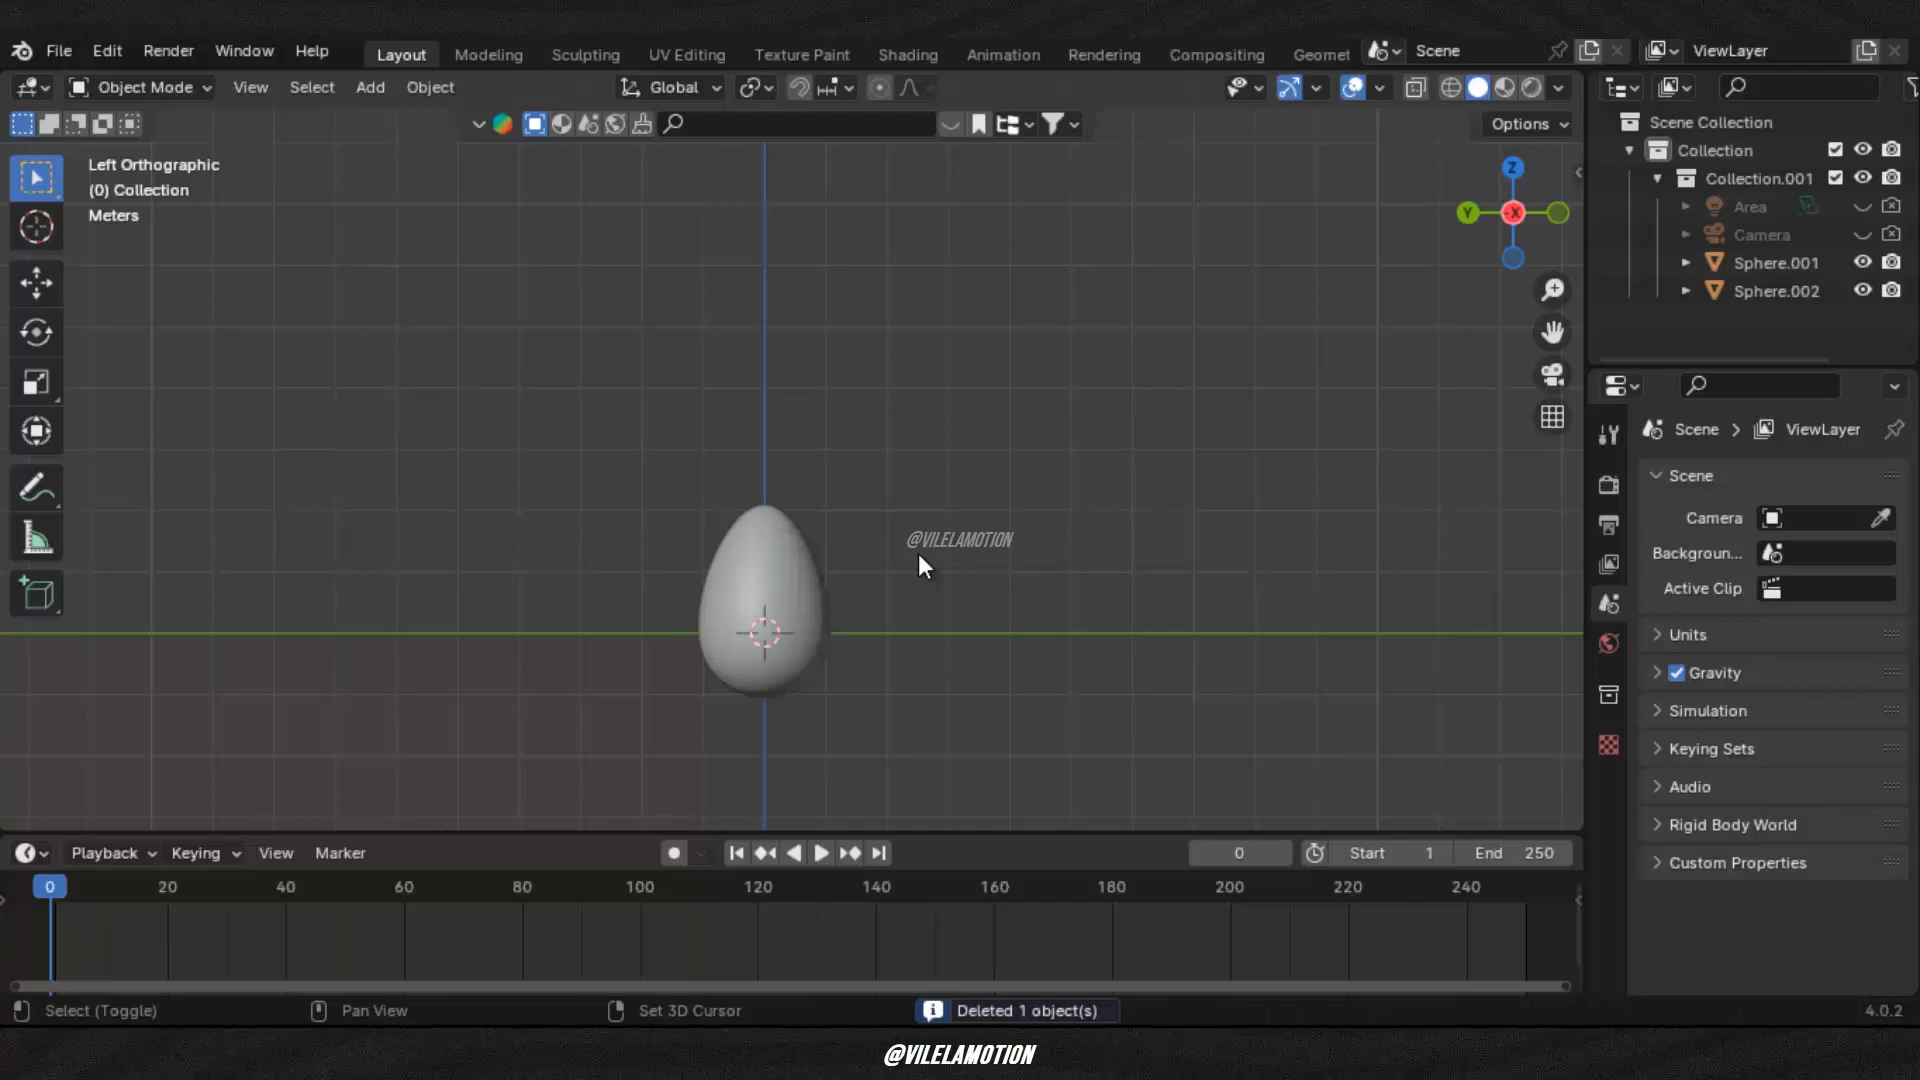 File Edit Render Window Help Layout Modeling Sculpting UV Editing Texture Paint Shading Animation Rendering Compositing Geomet Scene ViewLayer
Object Mode View Select Add Object Global
Options
Left Orthographic
(0) Collection
Meters
Z
Y
-X
Scene Collection
Collection
Collection.001
Area
Camera
Sphere.001
Sphere.002
Scene > ViewLayer
Scene
Camera
Backgroun...
Active Clip
Units
Gravity
Simulation
Keying Sets
Audio
Rigid Body World
Custom Properties
@VILELAMOTION
Playback Keying View Marker 0 Start 1 End 250
0 20 40 60 80 100 120 140 160 180 200 220 240
Select (Toggle) Pan View Set 3D Cursor Deleted 1 object(s) 4.0.2
@VILELAMOTION